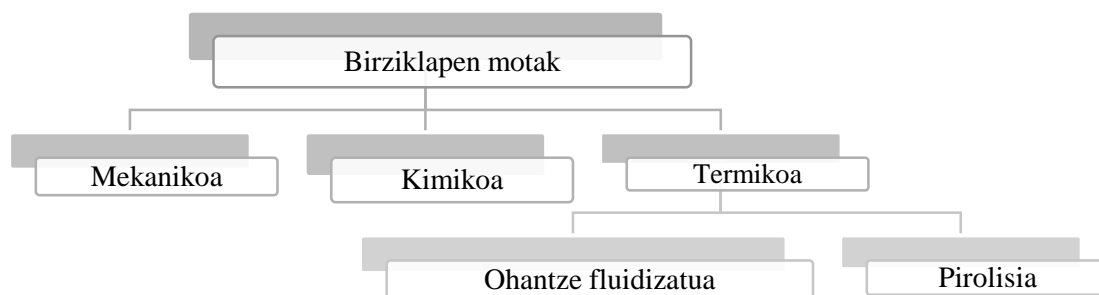 Birziklapen motak
Mekanikoa
Kimikoa
Termikoa
Ohantze fluidizatua
Pirolisia